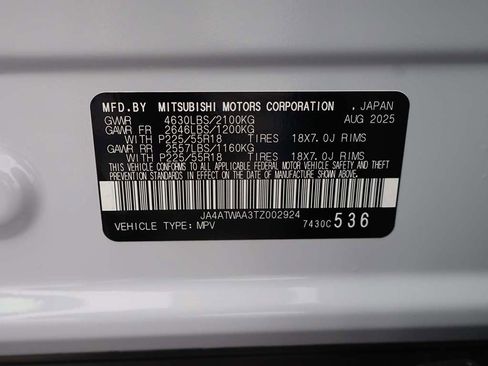 MFD.BY MITSUBISHI MOTORS CORPORATION , JAPAN
GVWR 4630LBS/2100KG AUG 2025
GAWR FR 2646LBS/1200KG
WITH P225/55R18 TIRES 18X7.0J RIMS
GAWR RR 2557LBS/1160KG
WITH P225/55R18 TIRES 18X7.0J RIMS
THIS VEHICLE CONFORMS TO ALL APPLICABLE FEDERAL MOTOR VEHICLE SAFETY BUMPER AND THEFT
PREVENTION STANDARDS IN EFFECT ON THE DATE OF MANUFACTURE SHOWN ABOVE.
JA4ATWAA3TZ002924
VEHICLE TYPE: MPV 7430C 536